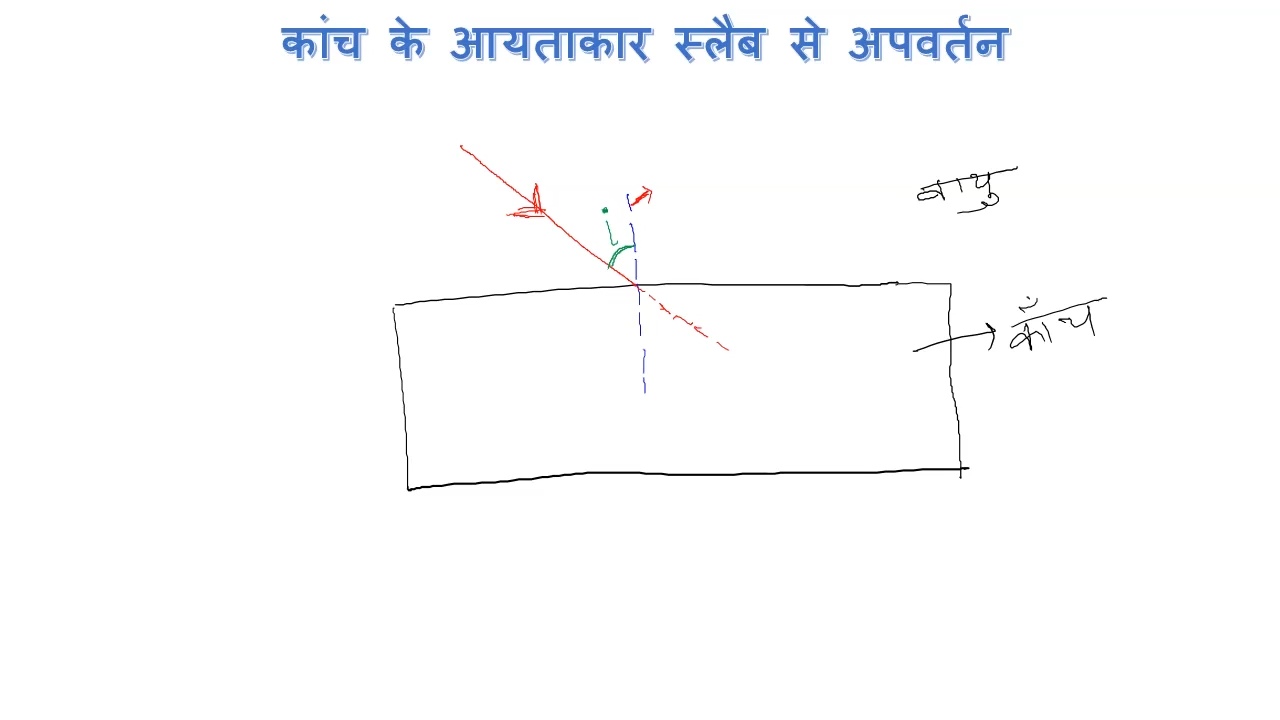 कांच के आयताकार स्लैब से अपवर्तन
i
वायु
काँच